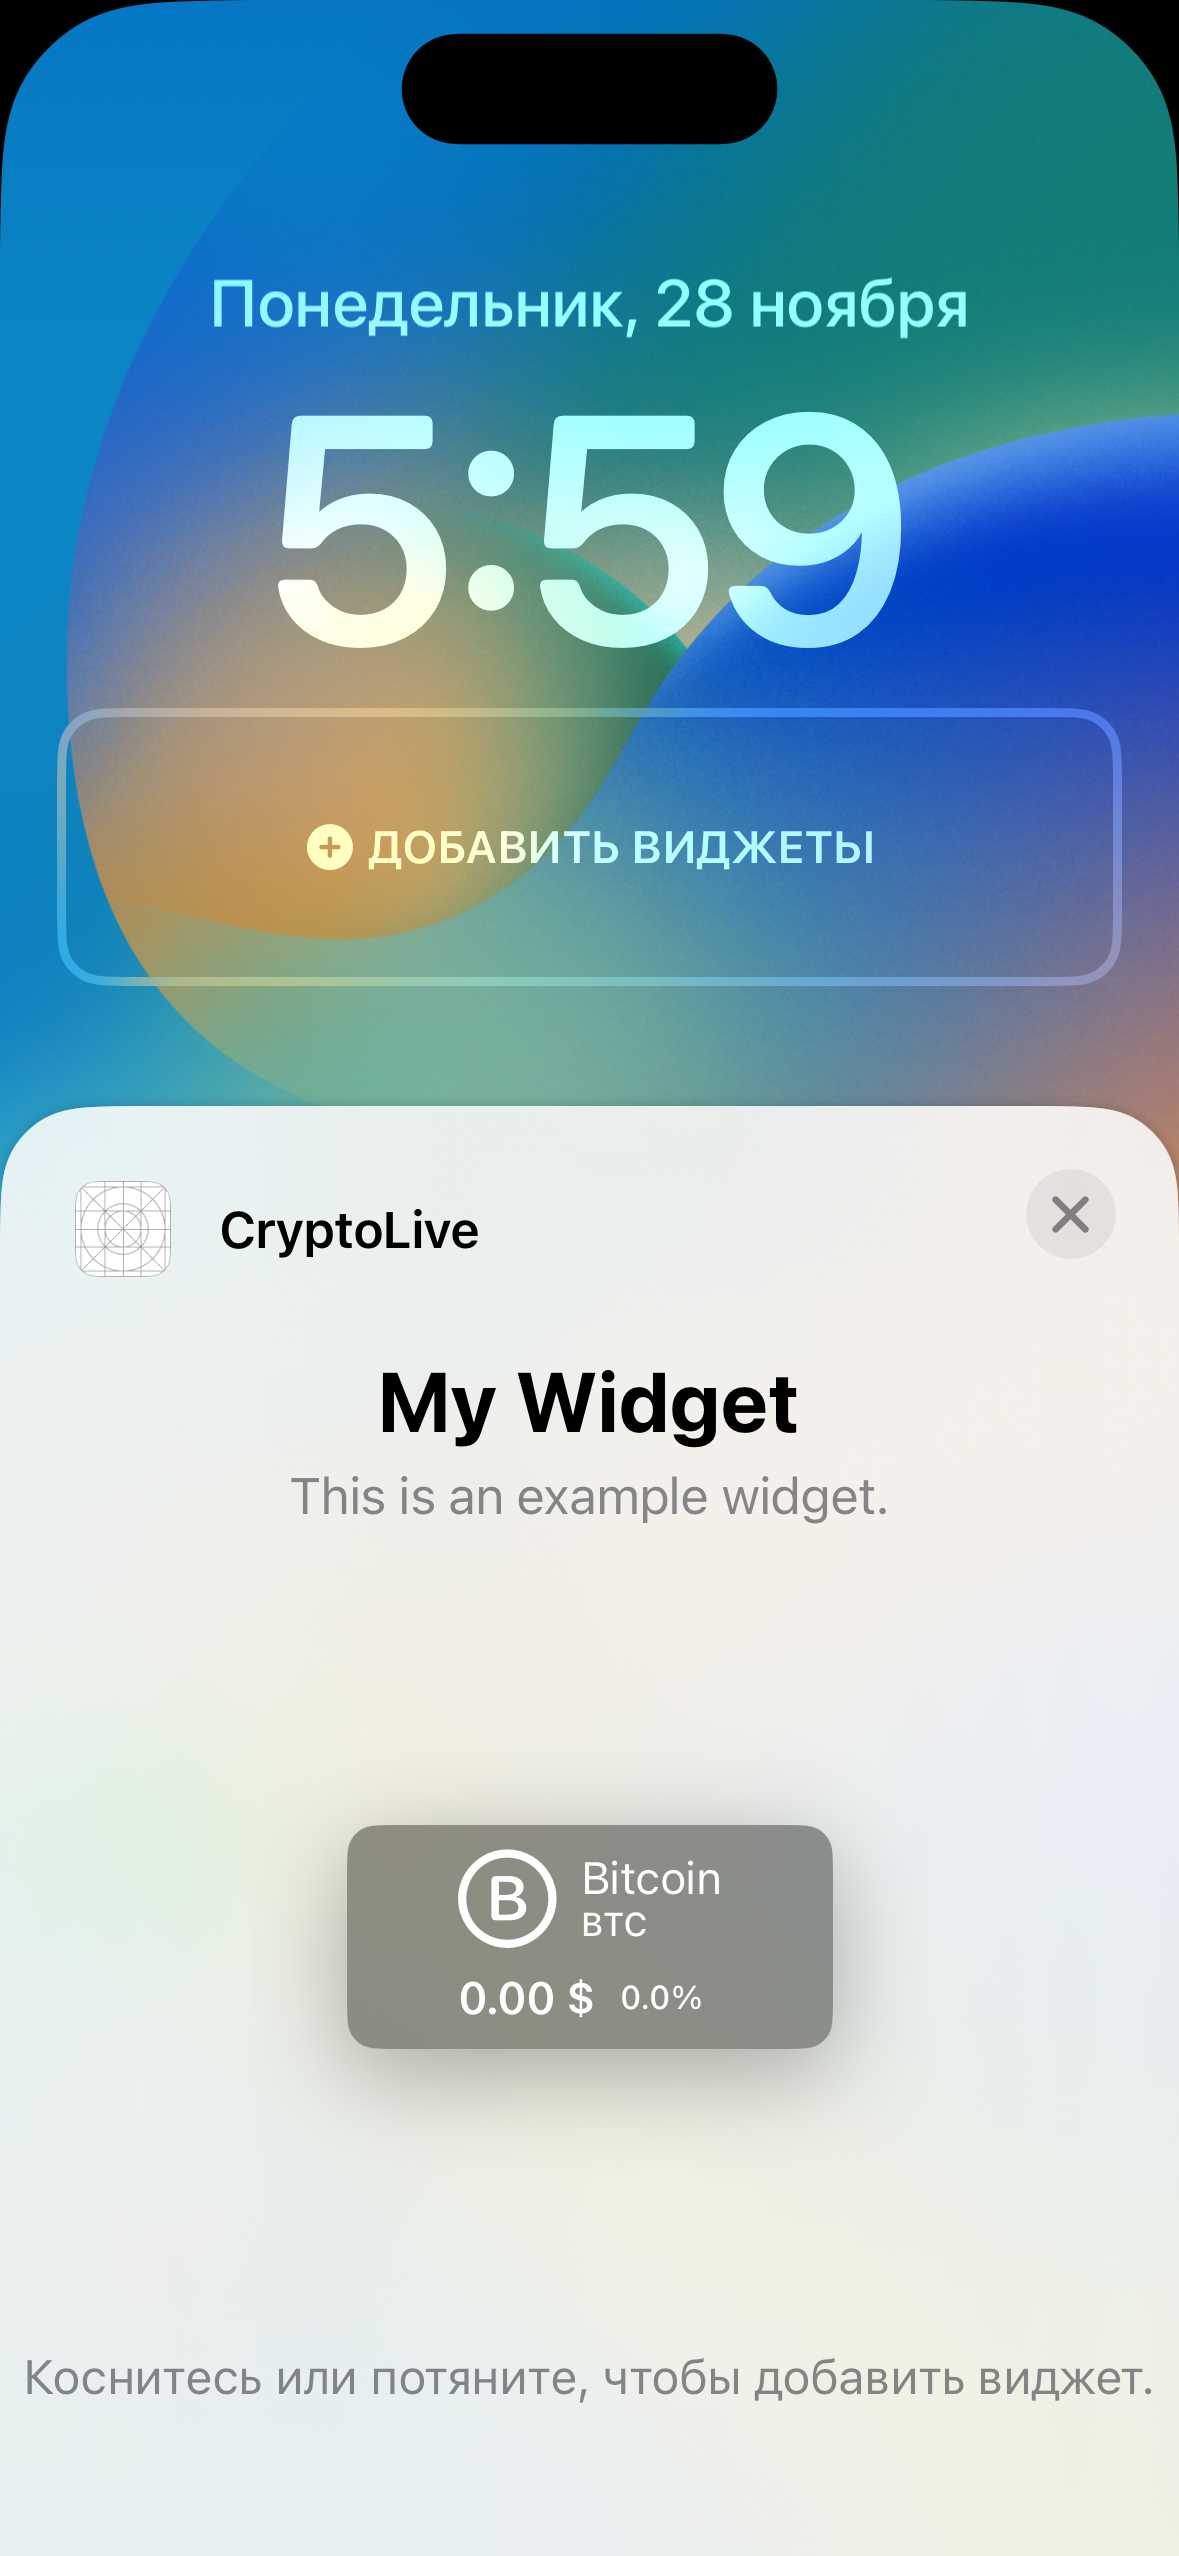 Понедельник, 28 ноября
5:59
ДОБАВИТЬ ВИДЖЕТЫ
CryptoLive
My Widget
This is an example widget.
B
Bitcoin
BTC
0.00 $ 0.0%
Коснитесь или потяните, чтобы добавить виджет.